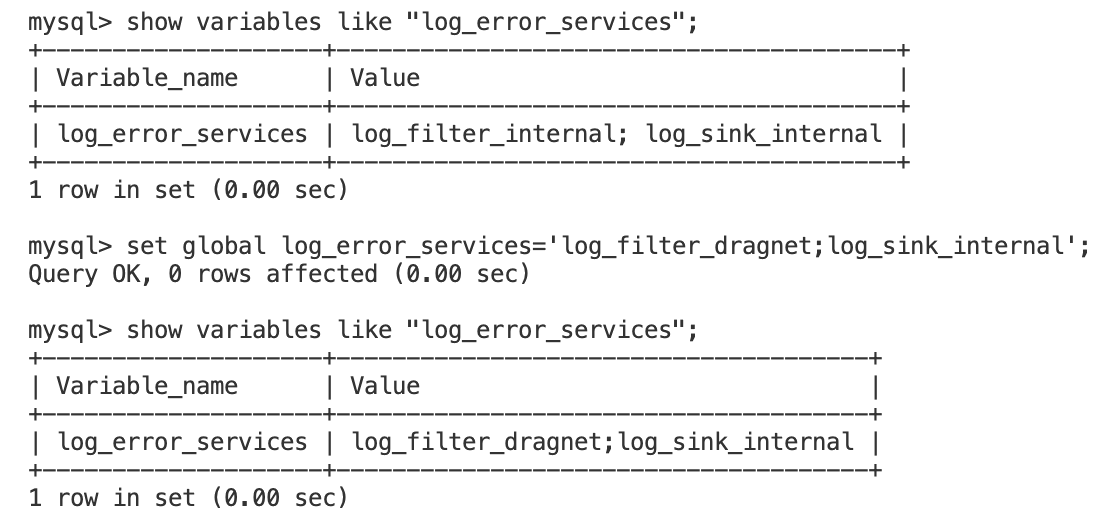 mysql> show variables like "log_error_services";
+--------------------+----------------------------------------+
| Variable_name      | Value                                  |
+--------------------+----------------------------------------+
| log_error_services | log_filter_internal; log_sink_internal |
+--------------------+----------------------------------------+
1 row in set (0.00 sec)

mysql> set global log_error_services='log_filter_dragnet;log_sink_internal';
Query OK, 0 rows affected (0.00 sec)

mysql> show variables like "log_error_services";
+--------------------+--------------------------------------+
| Variable_name      | Value                                |
+--------------------+--------------------------------------+
| log_error_services | log_filter_dragnet;log_sink_internal |
+--------------------+--------------------------------------+
1 row in set (0.00 sec)